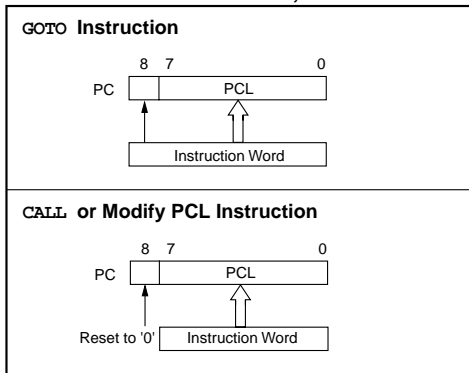 GOTO Instruction
8 7 0
PC PCL
Instruction Word
CALL or Modify PCL Instruction
8 7 0
PC PCL
Reset to '0' Instruction Word